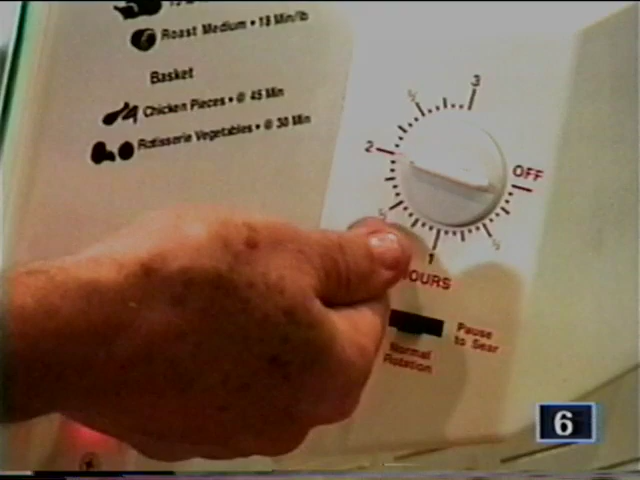 Roast Medium • 18 Min/lb
Basket
Chicken Pieces • @ 45 Min
Rotisserie Vegetables • @ 30 Min
3
2
OFF
1
OURS
Pause
to Sear
Normal
Rotation
6